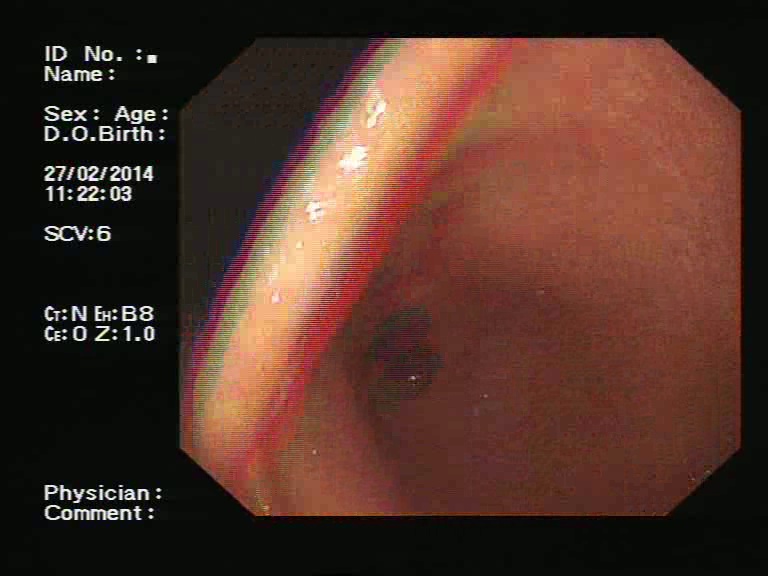 ID No. :
Name:
Sex: Age:
D.O.Birth:
27/02/2014
11:22:03
SCV:6
CT:N EH:B8
CE:0 Z:1.0
Physician:
Comment: